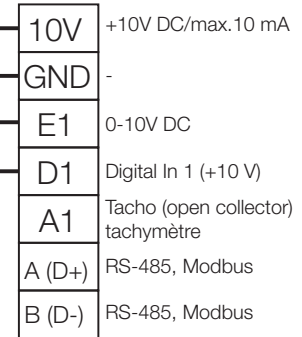 10V +10V DC/max.10 mA
GND -
E1 0-10V DC
D1 Digital In 1 (+10 V)
A1 Tacho (open collector)
tachymètre
A (D+) RS-485, Modbus
B (D-) RS-485, Modbus